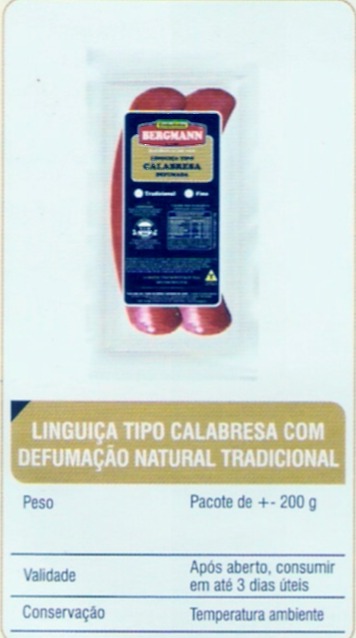 BERGMANN
LINGUIÇA TIPO
CALABRESA
DEFUMADA
Tradicional Fina
LINGUIÇA TIPO CALABRESA COM
DEFUMAÇÃO NATURAL TRADICIONAL
Peso Pacote de +- 200 g
Validade Após aberto, consumir
em até 3 dias úteis
Conservação Temperatura ambiente